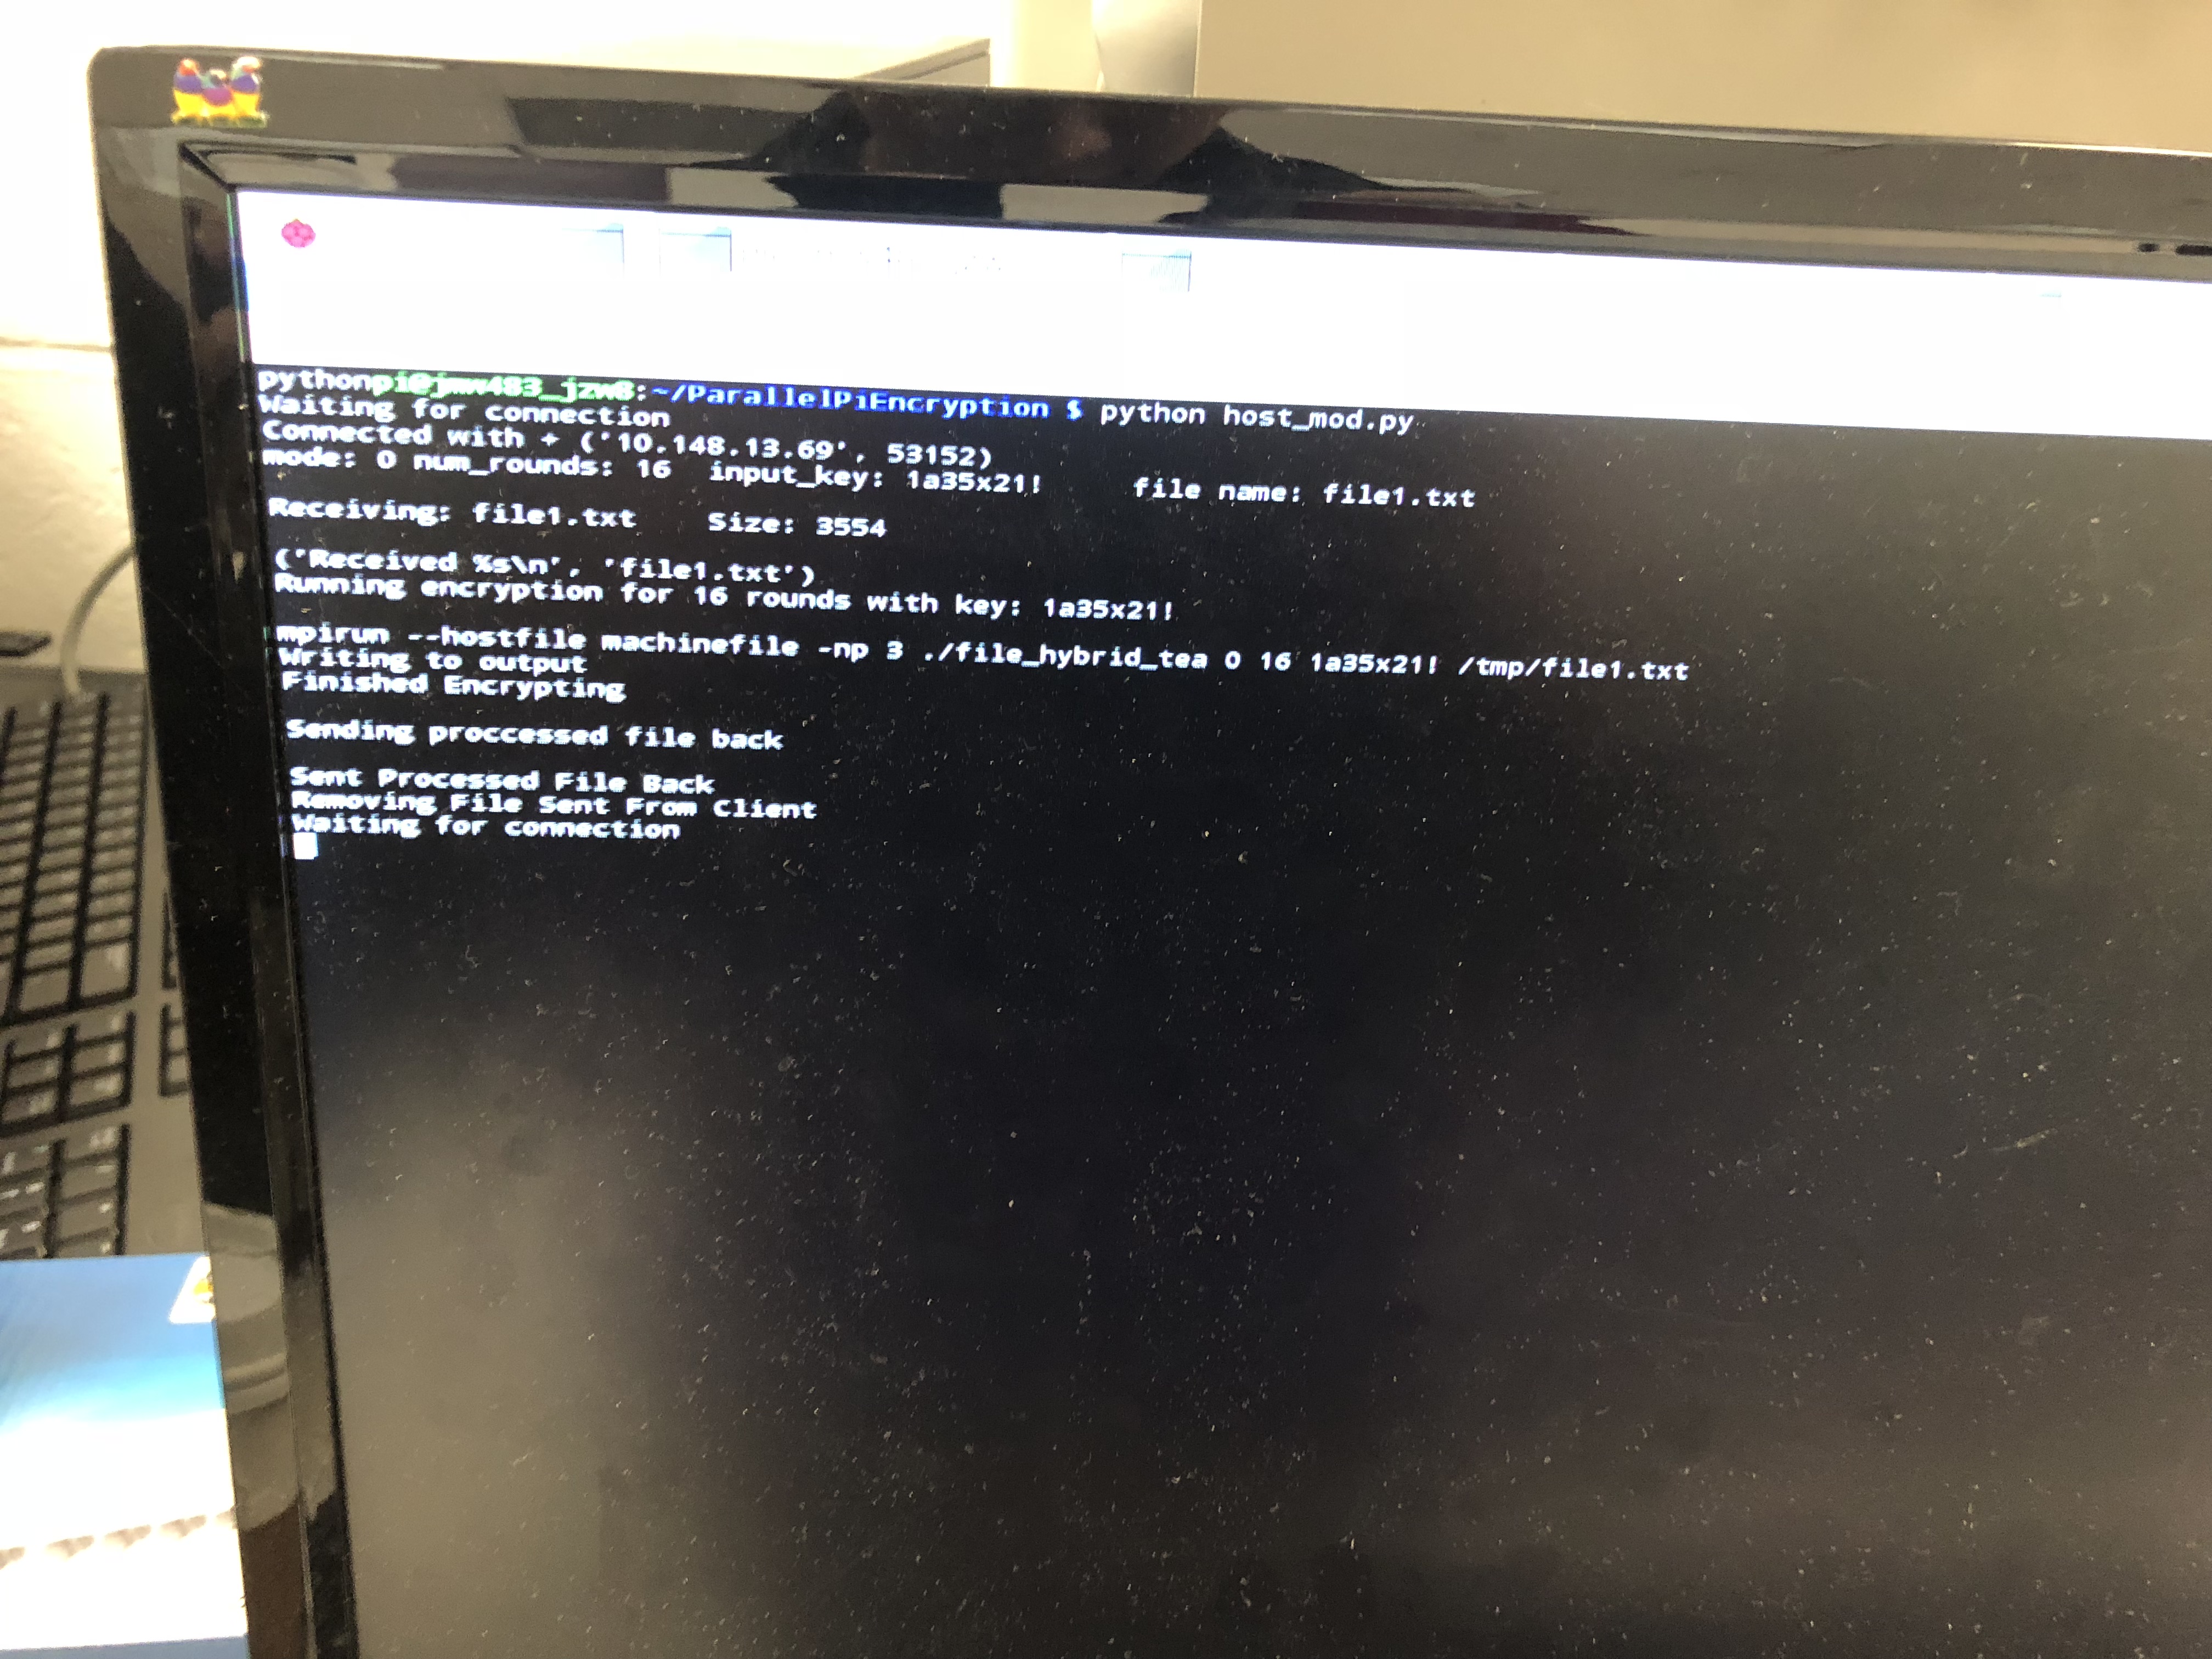 pythonpi@jmw483_jzw8:~/ParallelPiEncryption $ python host_mod.py
Waiting for connection
Connected with + ('10.148.13.69', 53152)
mode: 0 num_rounds: 16 input_key: 1a35x21! file name: file1.txt
Receiving: file1.txt Size: 3554
('Received %s\n', 'file1.txt')
Running encryption for 16 rounds with key: 1a35x21!
mpirun --hostfile machinefile -np 3 ./file_hybrid_tea 0 16 1a35x21! /tmp/file1.txt
Writing to output
Finished Encrypting
Sending proccessed file back
Sent Processed File Back
Removing File Sent From Client
Waiting for connection